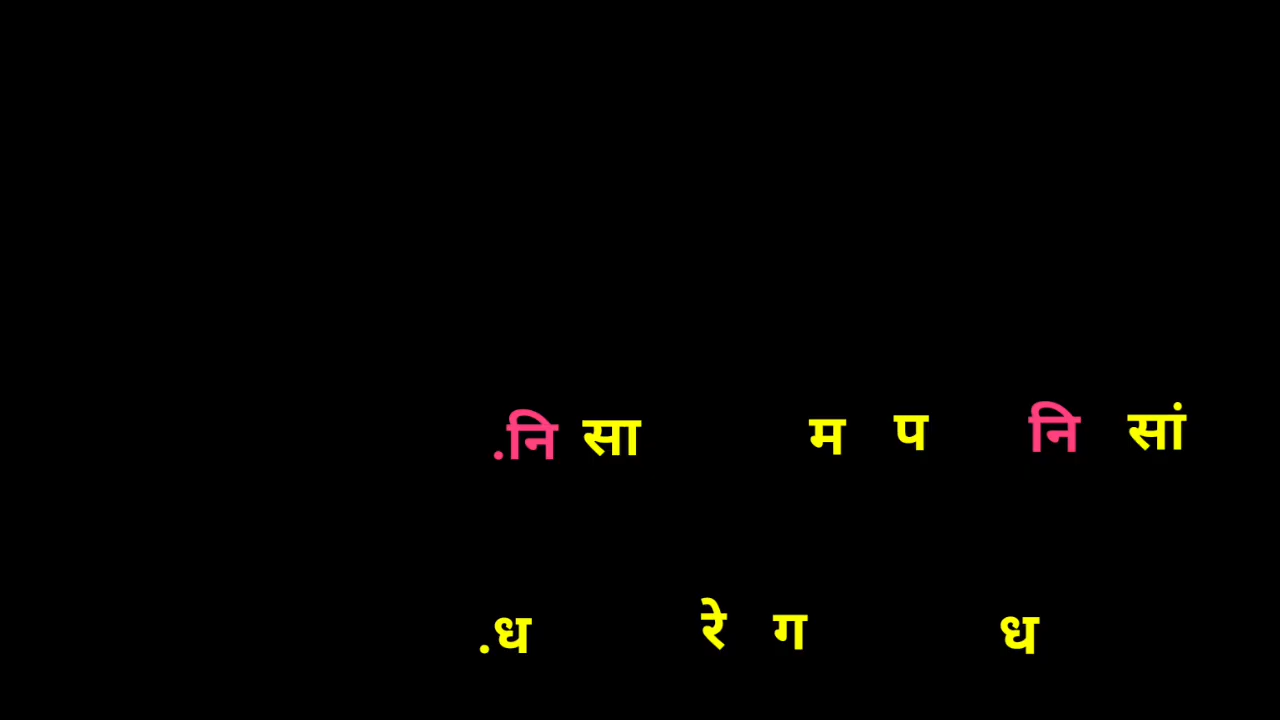 .नि सा म प नि सां
.ध रे ग ध